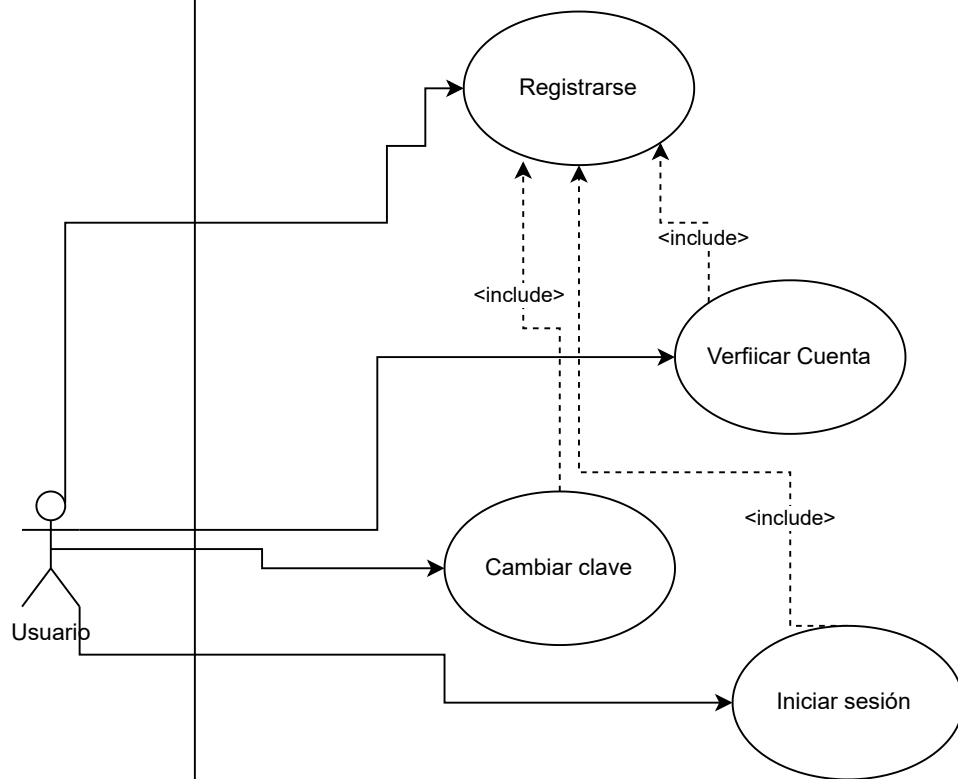 Registrarse
<include>
<include>
Verfiicar Cuenta
<include>
Cambiar clave
Usuario
Iniciar sesión